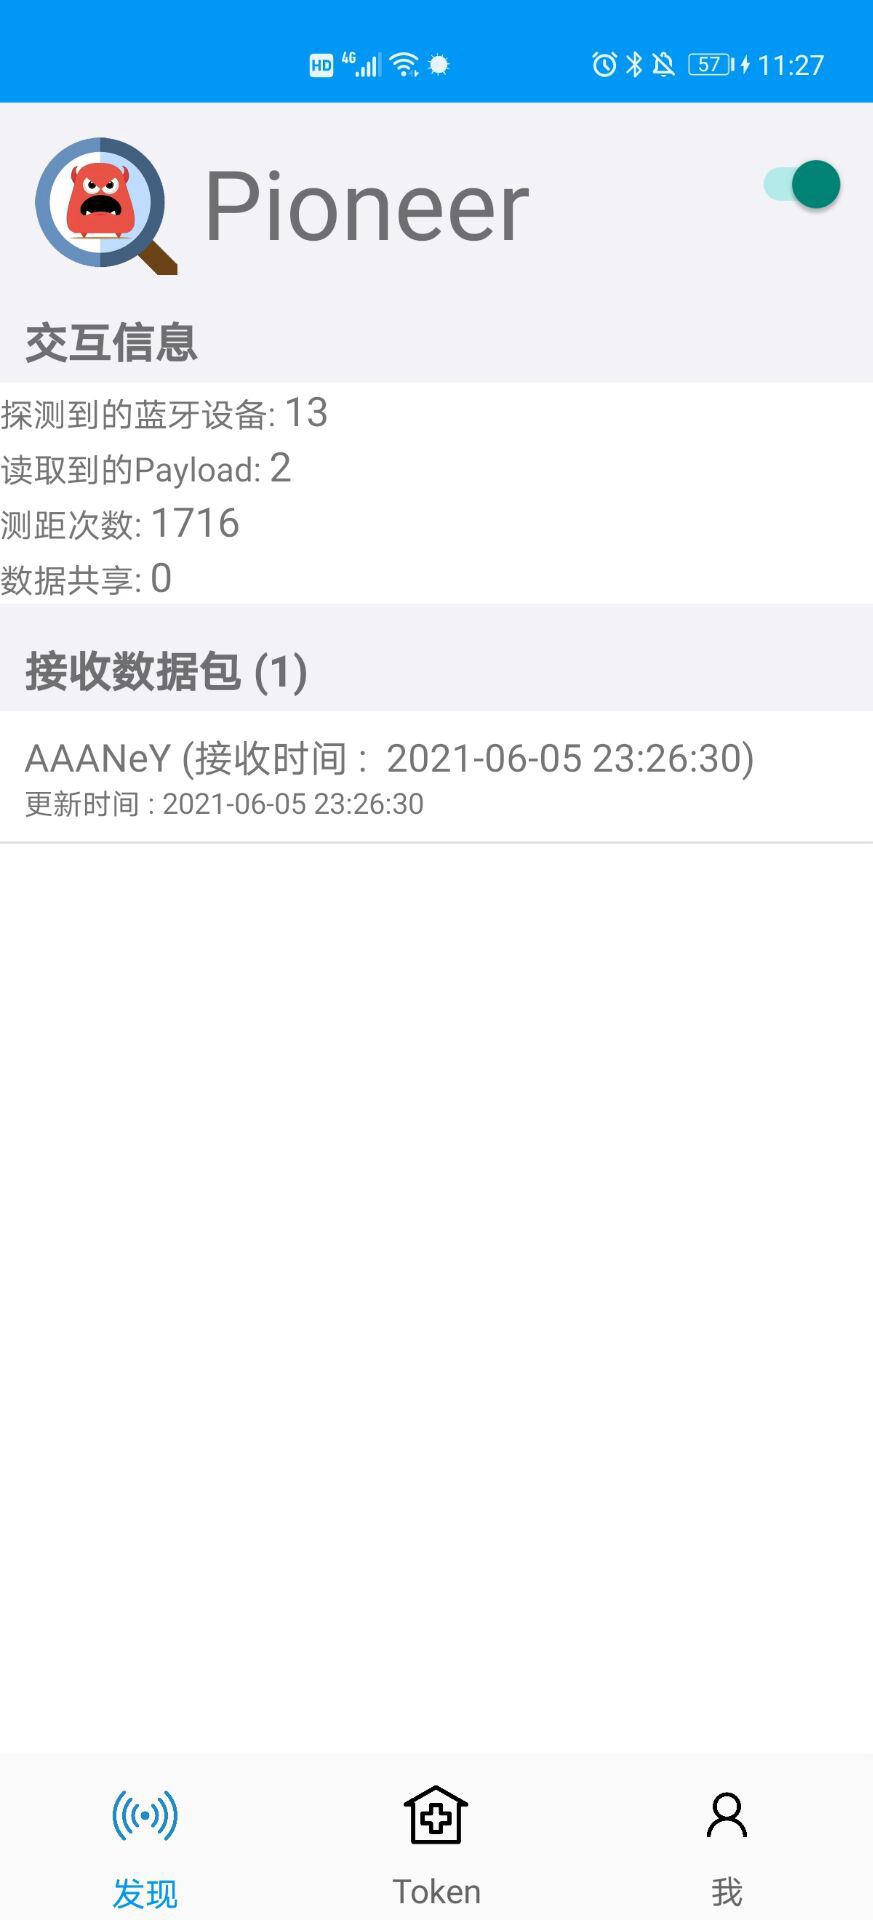 HD 4G 57 11:27
Pioneer
交互信息
探测到的蓝牙设备: 13
读取到的Payload: 2
测距次数: 1716
数据共享: 0
接收数据包 (1)
AAANeY (接收时间 : 2021-06-05 23:26:30)
更新时间 : 2021-06-05 23:26:30
发现 Token 我